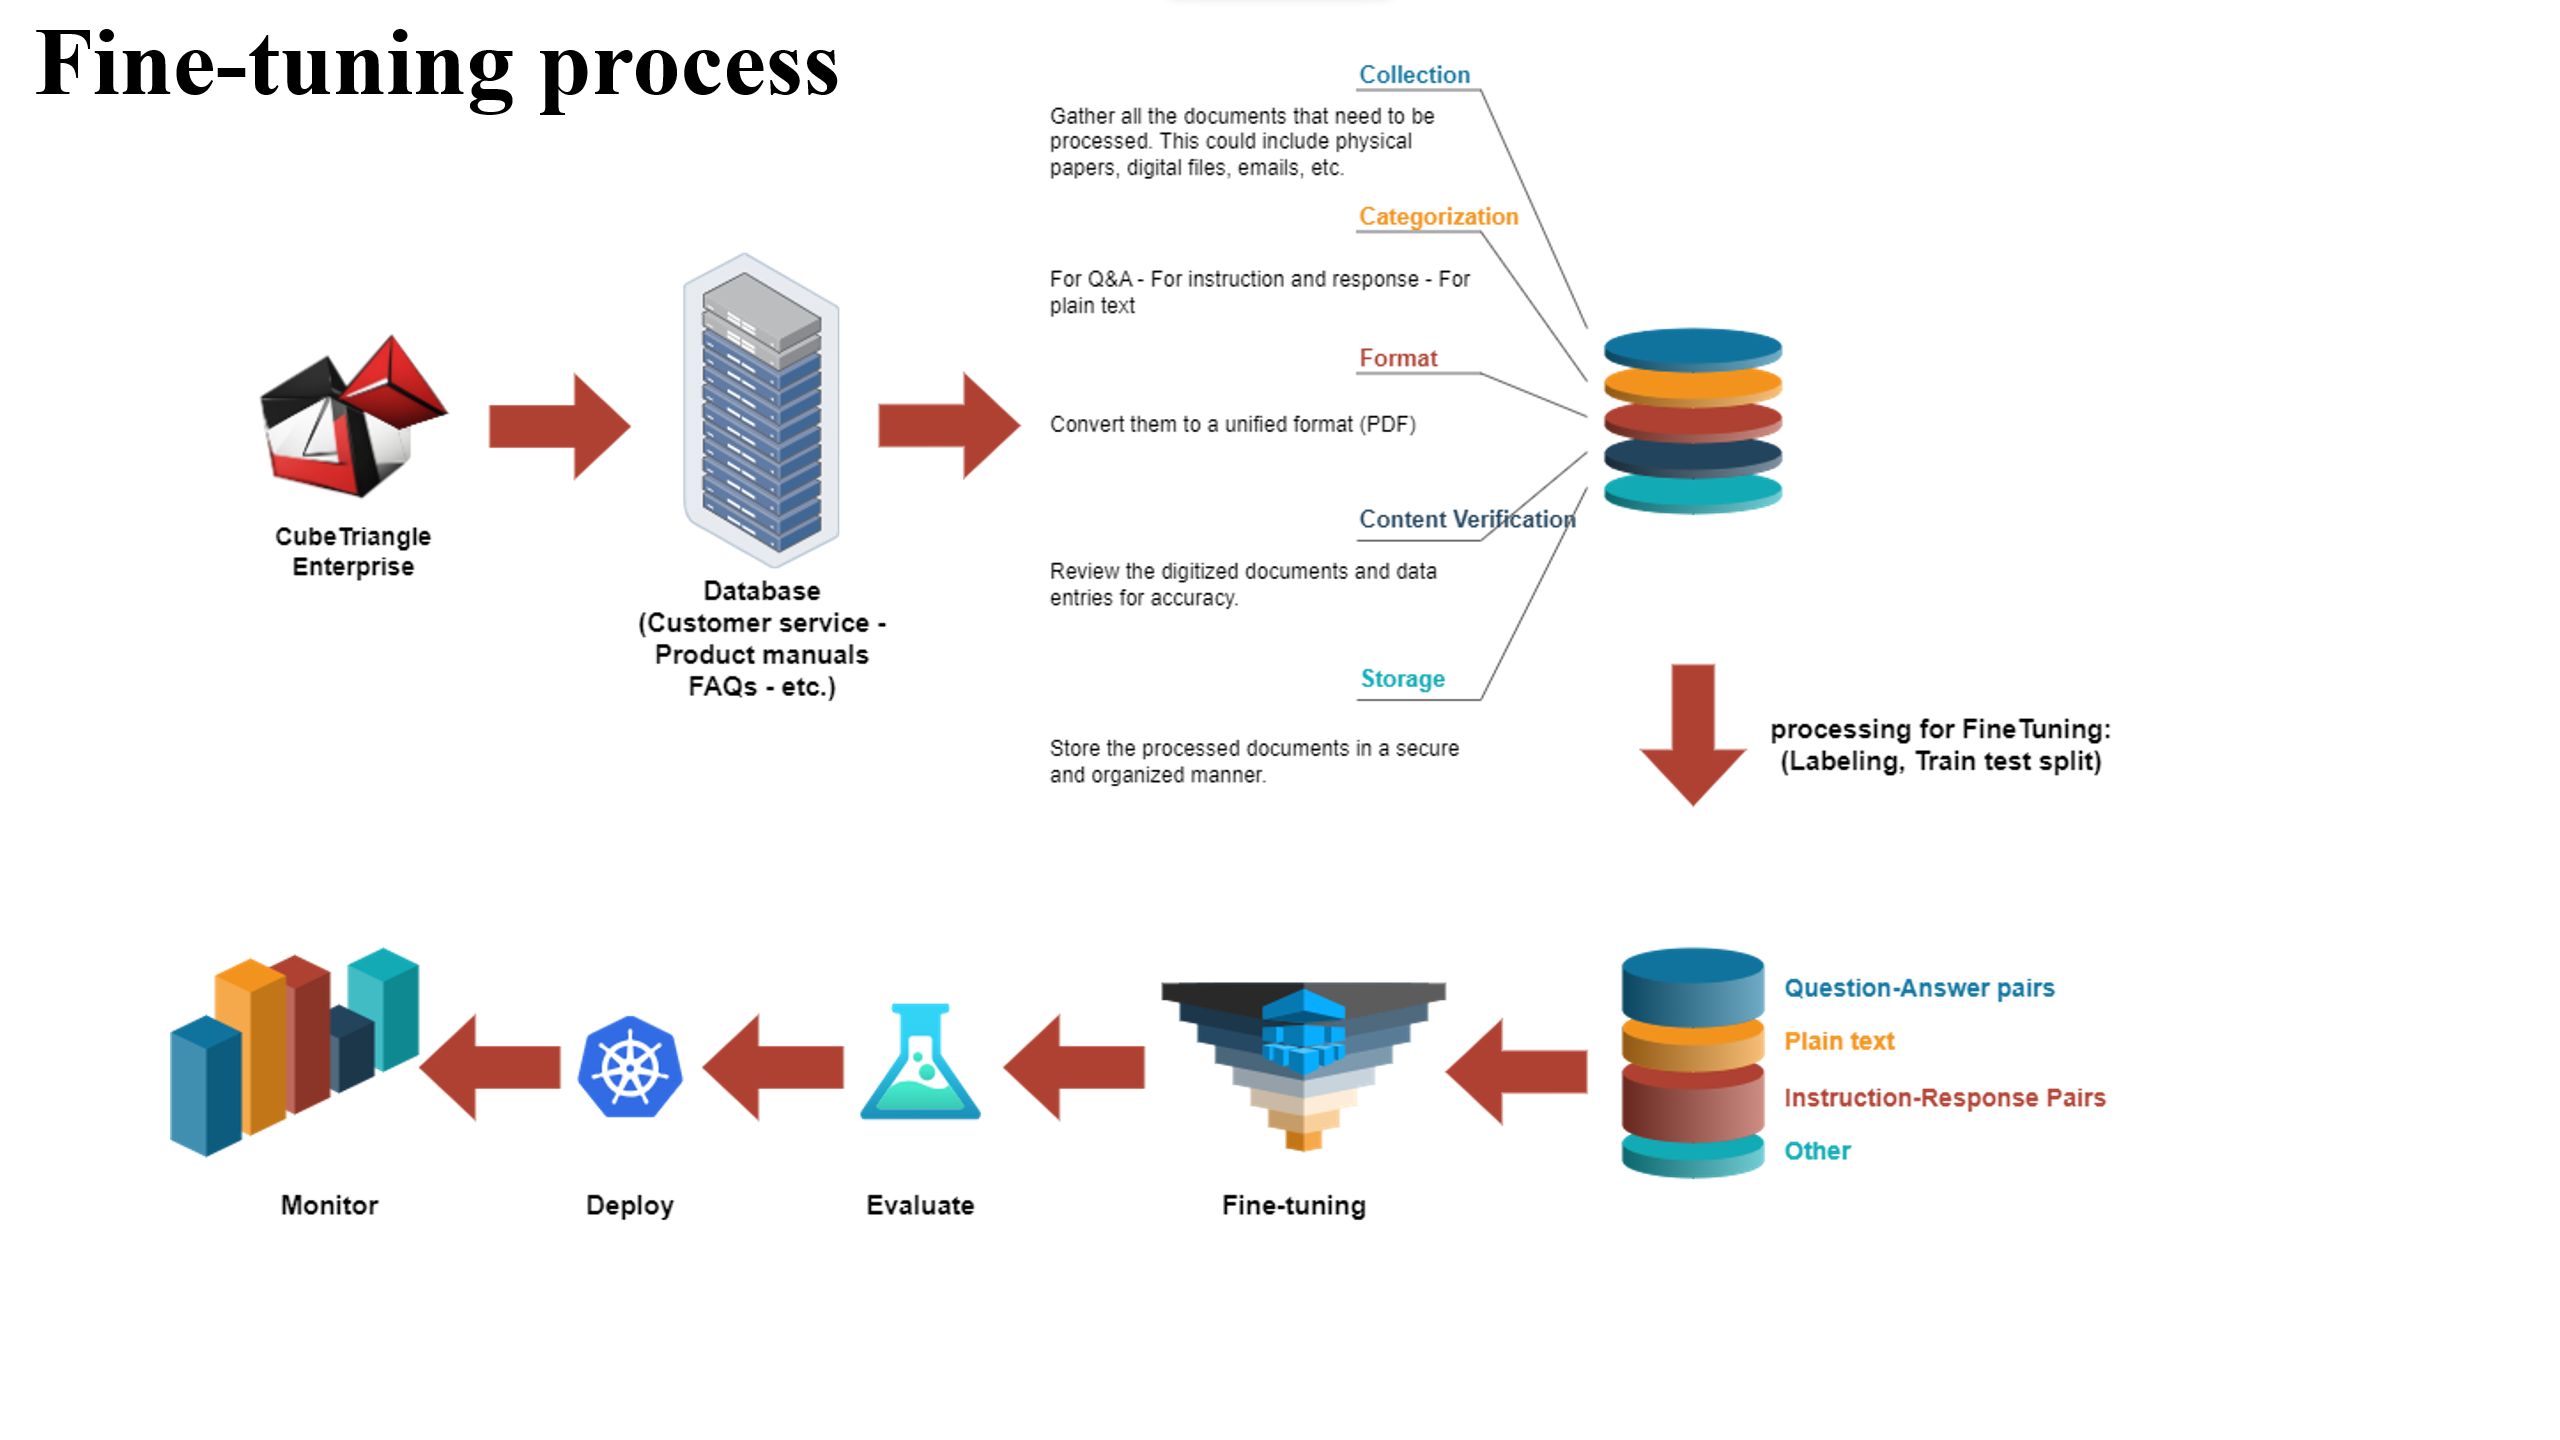 Fine-tuning process
Collection
Gather all the documents that need to be
processed. This could include physical
papers, digital files, emails, etc.
Categorization
For Q&A - For instruction and response - For
plain text
Format
Convert them to a unified format (PDF)
Content Verification
Review the digitized documents and data
entries for accuracy.
Storage
Store the processed documents in a secure
and organized manner.
CubeTriangle
Enterprise
Database
(Customer service -
Product manuals
FAQs - etc.)
processing for FineTuning:
(Labeling, Train test split)
Question-Answer pairs
Plain text
Instruction-Response Pairs
Other
Fine-tuning
Evaluate
Deploy
Monitor